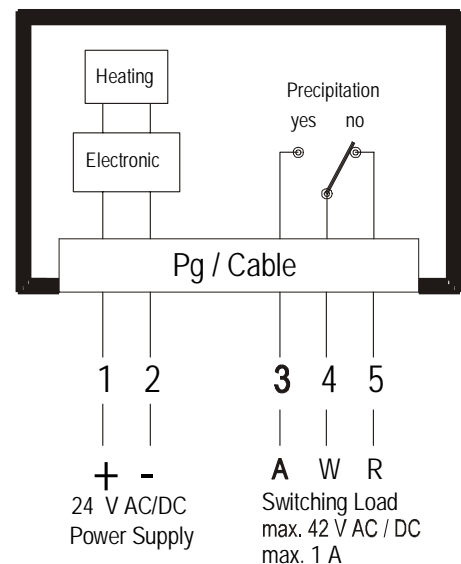 Heating
Precipitation
yes no
Electronic
Pg / Cable
1 2 3 4 5
+ - A W R
24 V AC/DC
Power Supply
Switching Load
max. 42 V AC / DC
max. 1 A